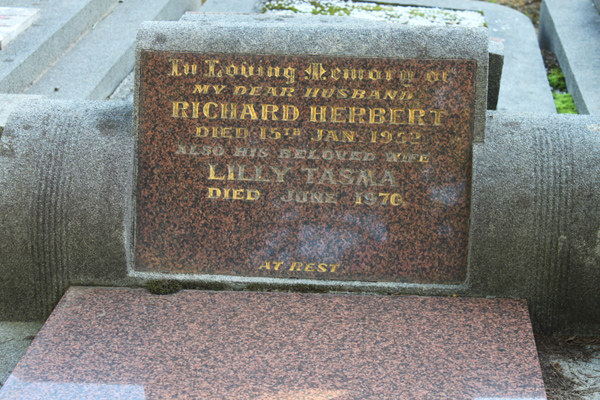 In Loving Memory of
MY DEAR HUSBAND
RICHARD HERBERT
DIED 15TH JAN. 1952
ALSO HIS BELOVED WIFE
LILLY TASMA
DIED JUNE 1970
AT REST